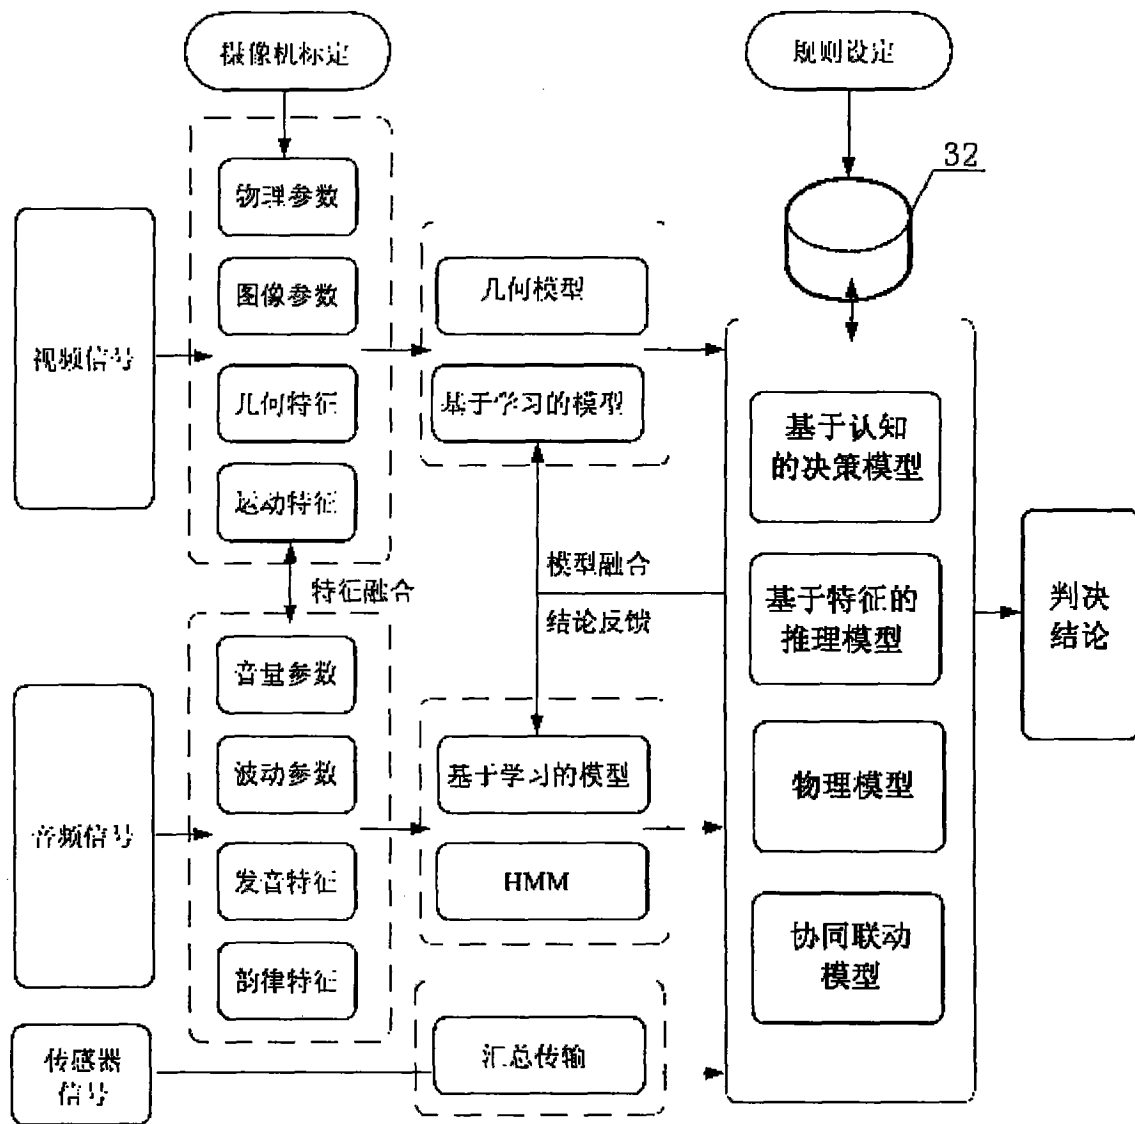 摄像机标定
规则设定
32
物理参数
图像参数
几何特征
运动特征
视频信号
几何模型
基于学习的模型
基于认知
的决策模型
特征融合
模型融合
结论反馈
基于特征的
推理模型
判决
结论
音量参数
波动参数
发音特征
韵律特征
音频信号
基于学习的模型
HMM
物理模型
协同联动
模型
传感器
信号
汇总传输